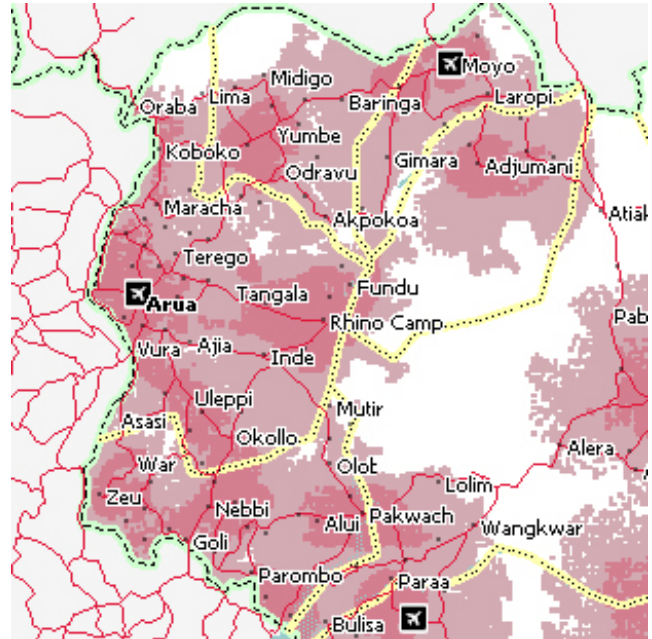 Moyo
Midigo
Lima
Baringa
Laropi
Oraba
Yumbe
Koboko
Gimara
Adjumani
Odravu
Maracha
Akpokoa
Atiak
Terego
Tangala
Fundu
Arua
Rhino Camp
Pab
Vura
Ajia
Inde
Uleppi
Mutir
Asasi
Okollo
Alera
War
Olob
Lolim
Zeu
Nebbi
Alui
Pakwach
Wangkwar
Goli
Parombo
Paraa
Bulisa